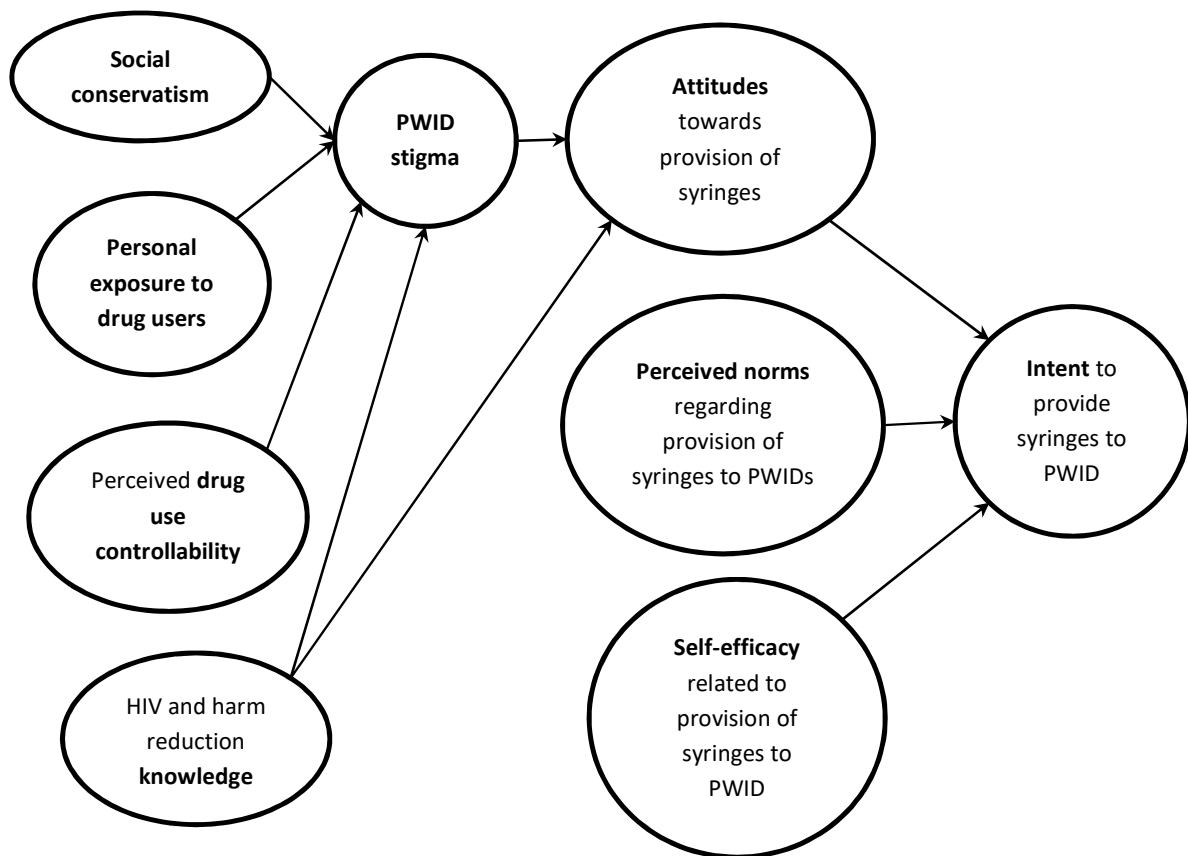 Social
conservatism
Personal
exposure to
drug users
Perceived drug
use
controllability
HIV and harm
reduction
knowledge
PWID
stigma
Attitudes
towards
provision of
syringes
Perceived norms
regarding
provision of
syringes to PWIDs
Self-efficacy
related to
provision of
syringes to
PWID
Intent to
provide
syringes to
PWID